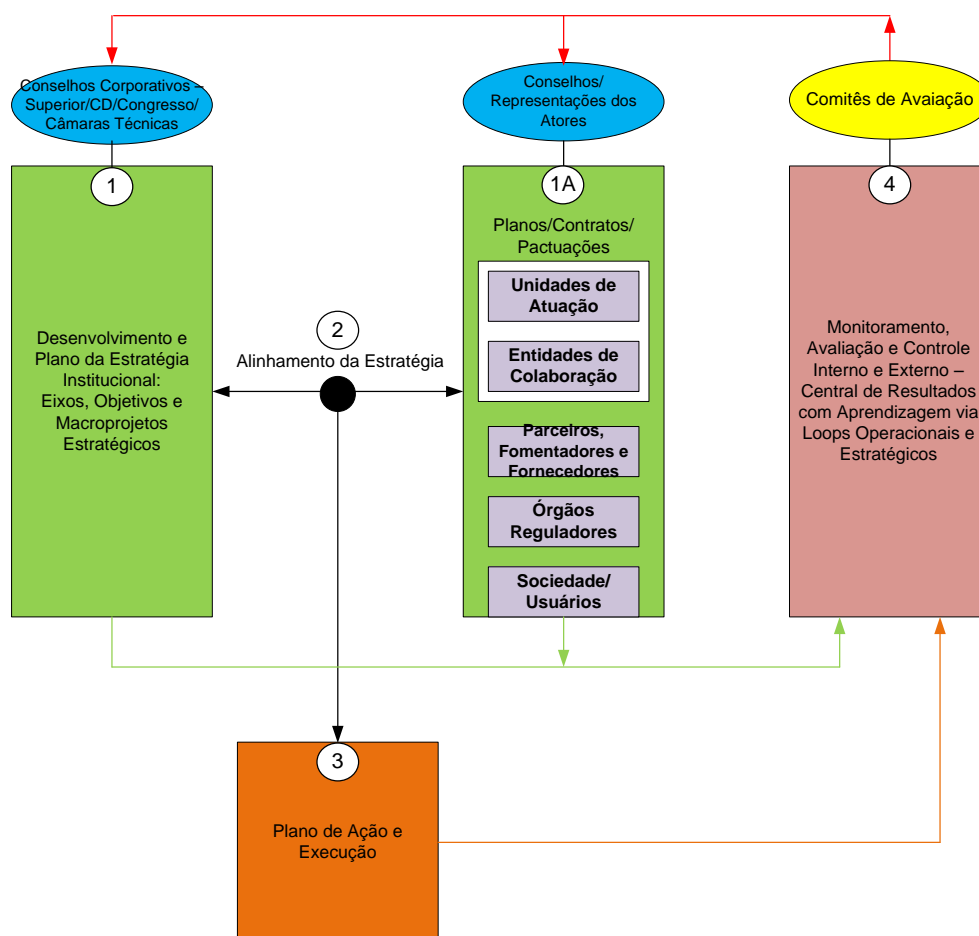 Conselhos Corporativos –
Superior/CD/Congresso/
Câmaras Técnicas
Conselhos/
Representações dos
Atores
Comitês de Avaiação
1
1A
4
Planos/Contratos/
Pactuações
Unidades de
Atuação
Entidades de
Colaboração
Parceiros,
Fomentadores e
Fornecedores
Órgãos
Reguladores
Sociedade/
Usuários
2
Alinhamento da Estratégia
Desenvolvimento e
Plano da Estratégia
Institucional:
Eixos, Objetivos e
Macroprojetos
Estratégicos
Monitoramento,
Avaliação e Controle
Interno e Externo –
Central de Resultados
com Aprendizagem via
Loops Operacionais e
Estratégicos
3
Plano de Ação e
Execução